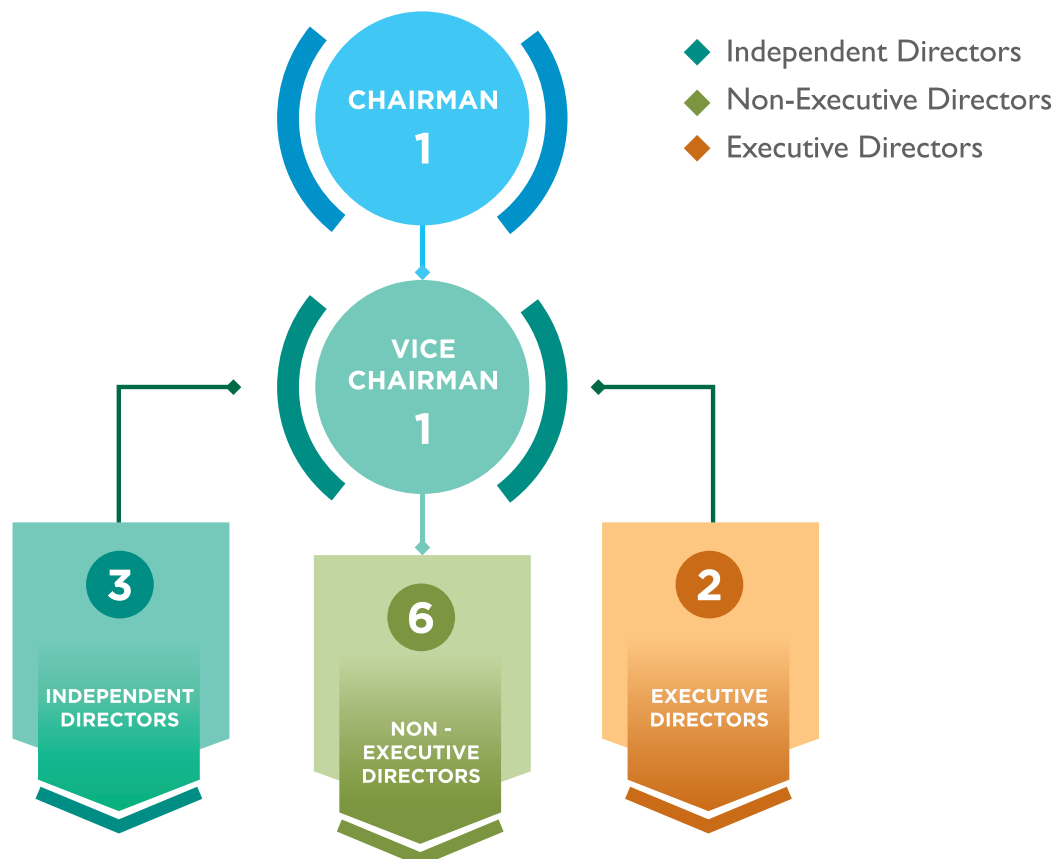 CHAIRMAN
1
Independent Directors
Non-Executive Directors
Executive Directors
VICE
CHAIRMAN
1
3
INDEPENDENT
DIRECTORS
6
NON -
EXECUTIVE
DIRECTORS
2
EXECUTIVE
DIRECTORS